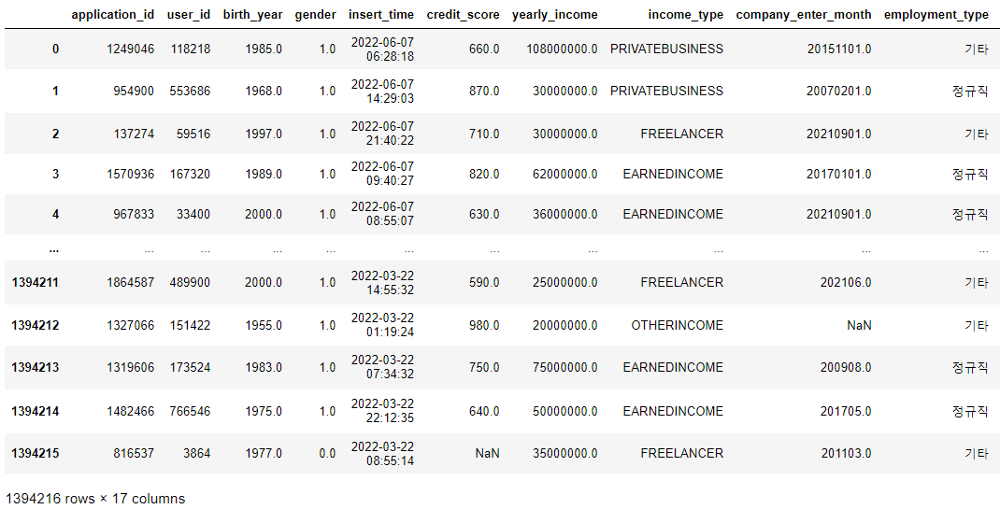 application_id user_id birth_year gender insert_time credit_score yearly_income income_type company_enter_month employment_type
0 1249046 118218 1985.0 1.0 2022-06-07 06:28:18 660.0 108000000.0 PRIVATEBUSINESS 20151101.0 기타
1 954900 553686 1968.0 1.0 2022-06-07 14:29:03 870.0 30000000.0 PRIVATEBUSINESS 20070201.0 정규직
2 137274 59516 1997.0 1.0 2022-06-07 21:40:22 710.0 30000000.0 FREELANCER 20210901.0 기타
3 1570936 167320 1989.0 1.0 2022-06-07 09:40:27 820.0 62000000.0 EARNEDINCOME 20170101.0 정규직
4 967833 33400 2000.0 1.0 2022-06-07 08:55:07 630.0 36000000.0 EARNEDINCOME 20210901.0 정규직
... ... ... ... ... ... ... ... ... ... ...
1394211 1864587 489900 2000.0 1.0 2022-03-22 14:55:32 590.0 25000000.0 FREELANCER 202106.0 기타
1394212 1327066 151422 1955.0 1.0 2022-03-22 01:19:24 980.0 20000000.0 OTHERINCOME NaN 기타
1394213 1319606 173524 1983.0 1.0 2022-03-22 07:34:32 750.0 75000000.0 EARNEDINCOME 200908.0 정규직
1394214 1482466 766546 1975.0 1.0 2022-03-22 22:12:35 640.0 50000000.0 EARNEDINCOME 201705.0 정규직
1394215 816537 3864 1977.0 0.0 2022-03-22 08:55:14 NaN 35000000.0 FREELANCER 201103.0 기타
1394216 rows × 17 columns